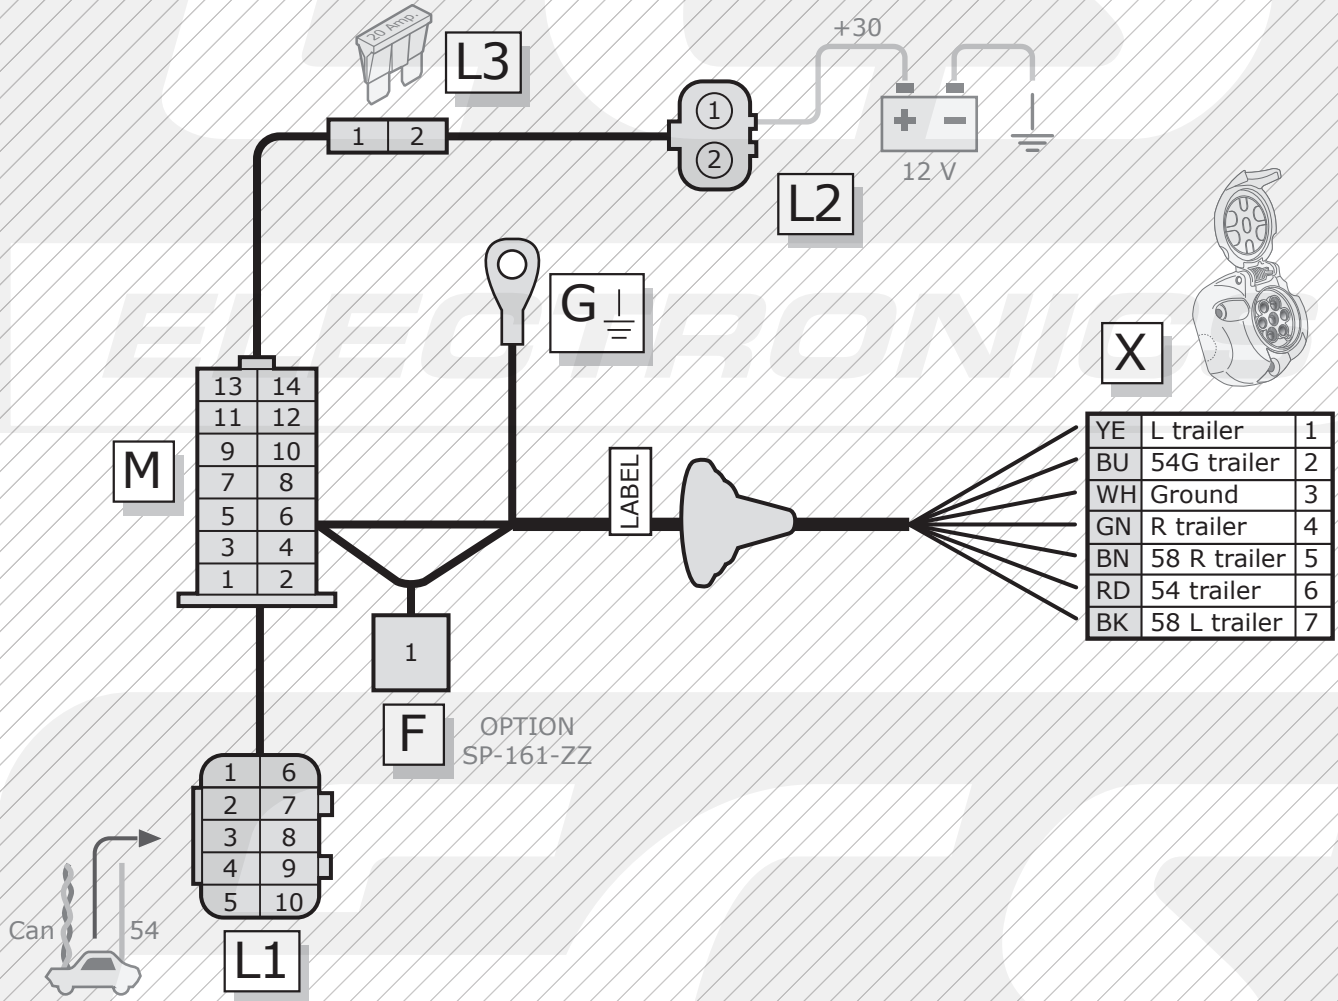 20 Amp.
L3
+30
1 2
1
2
+ −
12 V
L2
G
ELECTRONICS
X
M
13 14
11 12
9 10
7 8
5 6
3 4
1 2
LABEL
YE L trailer 1
BU 54G trailer 2
WH Ground 3
GN R trailer 4
BN 58 R trailer 5
RD 54 trailer 6
BK 58 L trailer 7
1
F
OPTION
SP-161-ZZ
1 6
2 7
3 8
4 9
5 10
Can
54
L1